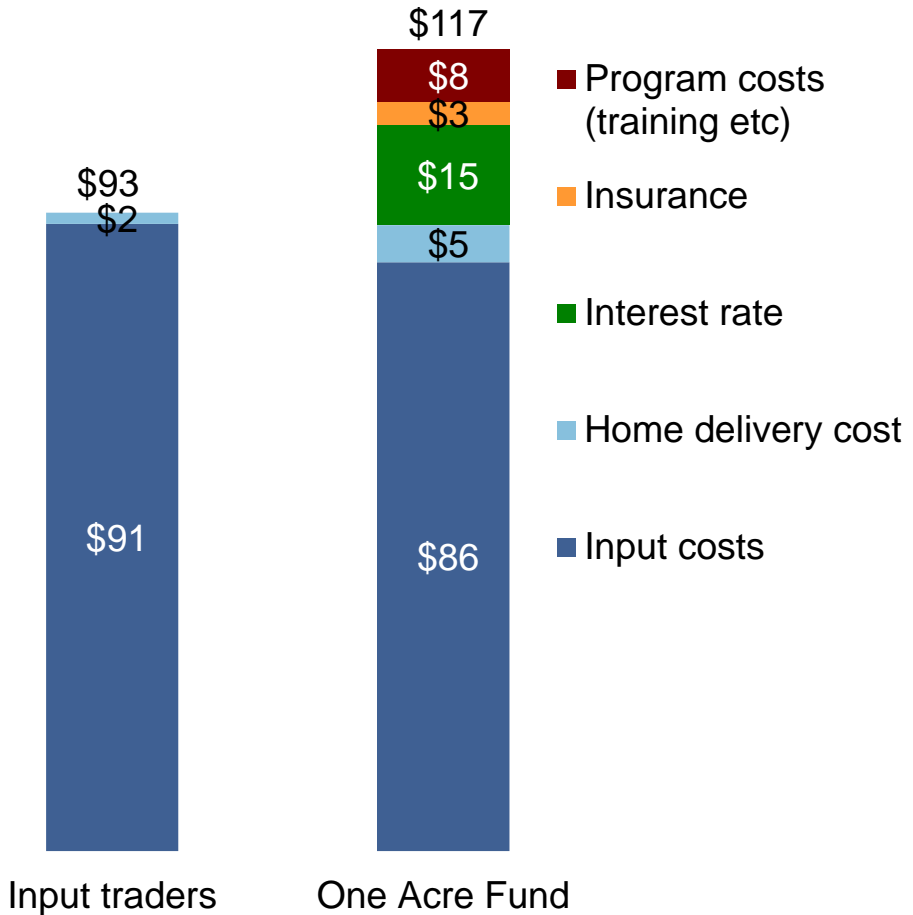 $117
$8
$3
$15
$5
$86
$93
$2
$91
Program costs
(training etc)
Insurance
Interest rate
Home delivery cost
Input costs
Input traders
One Acre Fund